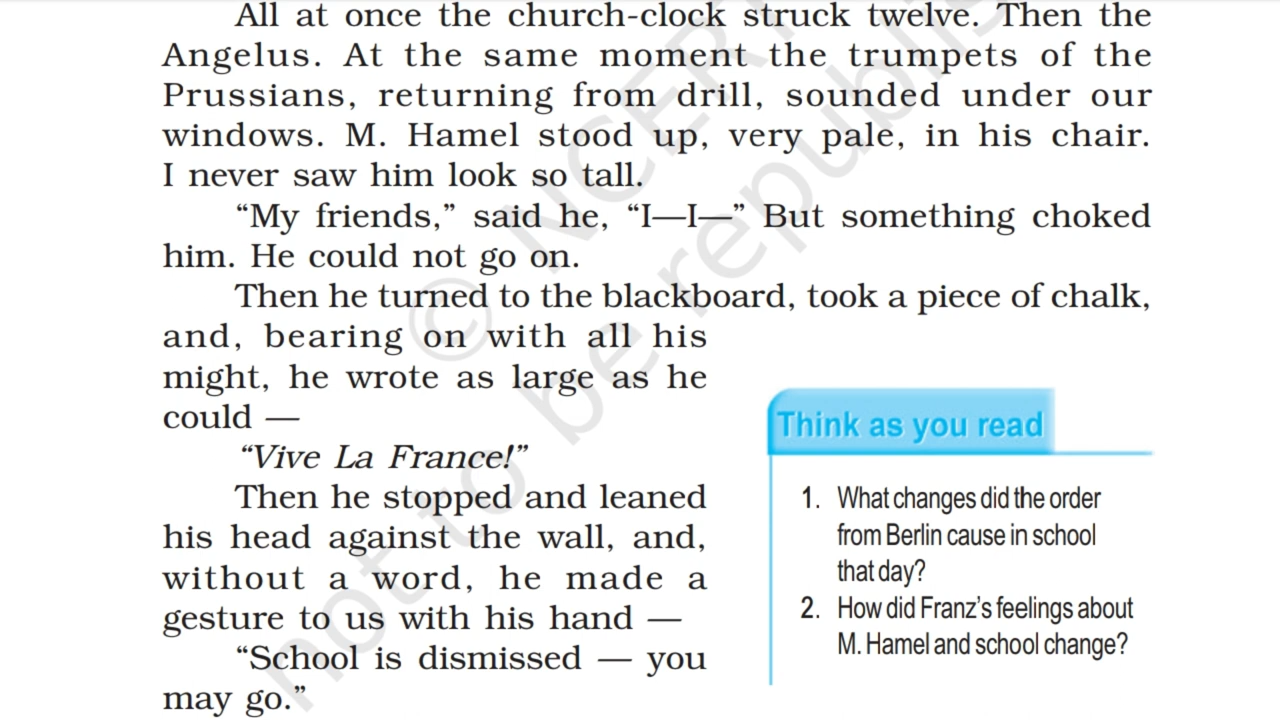 All at once the church-clock struck twelve. Then the
Angelus. At the same moment the trumpets of the
Prussians, returning from drill, sounded under our
windows. M. Hamel stood up, very pale, in his chair.
I never saw him look so tall.
“My friends,” said he, “I—I—” But something choked
him. He could not go on.
Then he turned to the blackboard, took a piece of chalk,
and, bearing on with all his
might, he wrote as large as he
could —
“Vive La France!”
Then he stopped and leaned
his head against the wall, and,
without a word, he made a
gesture to us with his hand —
“School is dismissed — you
may go.”
Think as you read
1. What changes did the order
from Berlin cause in school
that day?
2. How did Franz’s feelings about
M. Hamel and school change?
© NCERT
not to be republis